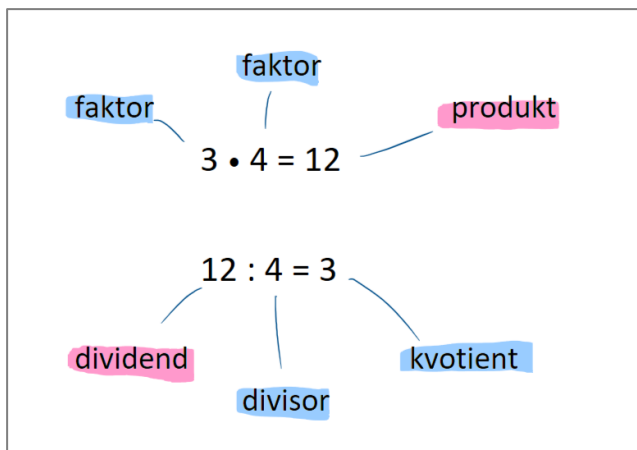 faktor
faktor
produkt
3 • 4 = 12
12 : 4 = 3
dividend
kvotient
divisor